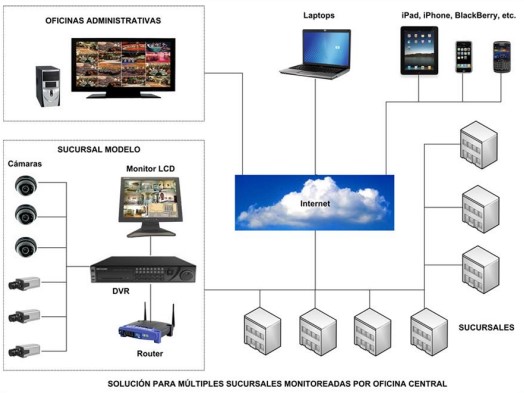 OFICINAS ADMINISTRATIVAS
Laptops
iPad, iPhone, BlackBerry, etc.
SUCURSAL MODELO
Cámaras
Monitor LCD
Internet
DVR
Router
SUCURSALES
SOLUCIÓN PARA MÚLTIPLES SUCURSALES MONITOREADAS POR OFICINA CENTRAL